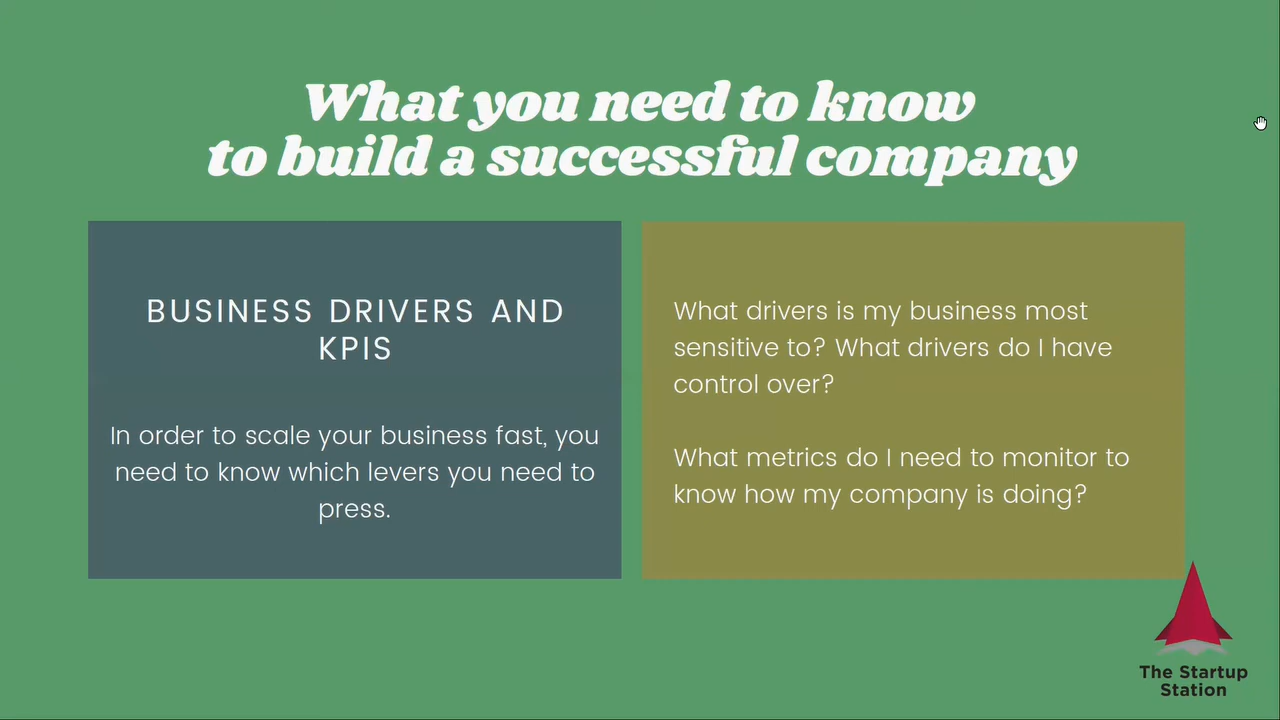 What you need to know
to build a successful company
BUSINESS DRIVERS AND
KPIS
In order to scale your business fast, you
need to know which levers you need to
press.
What drivers is my business most
sensitive to? What drivers do I have
control over?
What metrics do I need to monitor to
know how my company is doing?
The Startup
Station